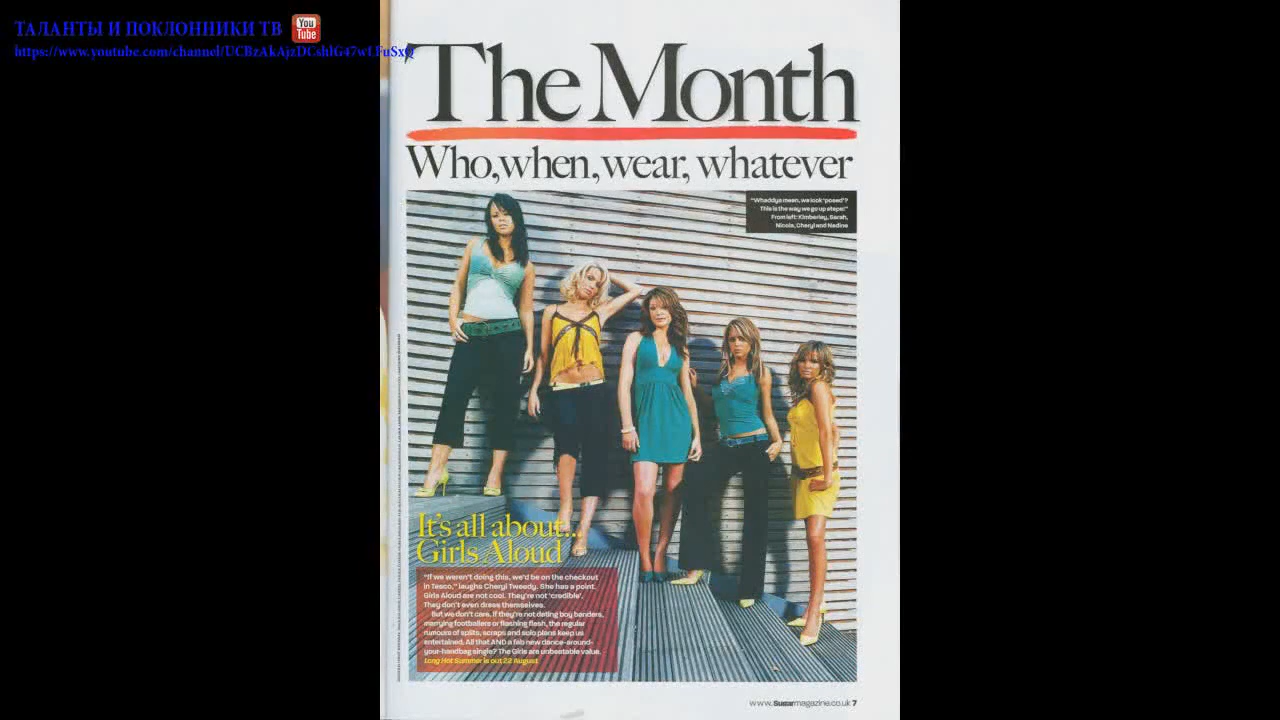 ТАЛАНТЫ И ПОКЛОННИКИ ТВ
You
Tube
https://www.youtube.com/channel/UCBzAkAjzDCshlG47wLFuSxQ
The Month
Who, when, wear, whatever
"Whaddya mean, we look 'posed'?
This is the way we go up steps!"
From left: Kimberley, Sarah,
Nicola, Cheryl and Nadine
It's all about...
Girls Aloud
"If we weren't doing this, we'd be on the checkout
in Tesco," laughs Cheryl Tweedy. She has a point.
Girls Aloud are not cool. They're not 'credible'.
They don't even dress themselves.
But we don't care. If they're not dating boy banders,
marrying footballers or flashing flesh, the regular
rumours of splits, scraps and solo plans keep us
entertained. All that AND a fab new dance-around-
your-handbag single? The Girls are unbeatable value.
Long Hot Summer is out 22 August
www.Sugarmagazine.co.uk 7